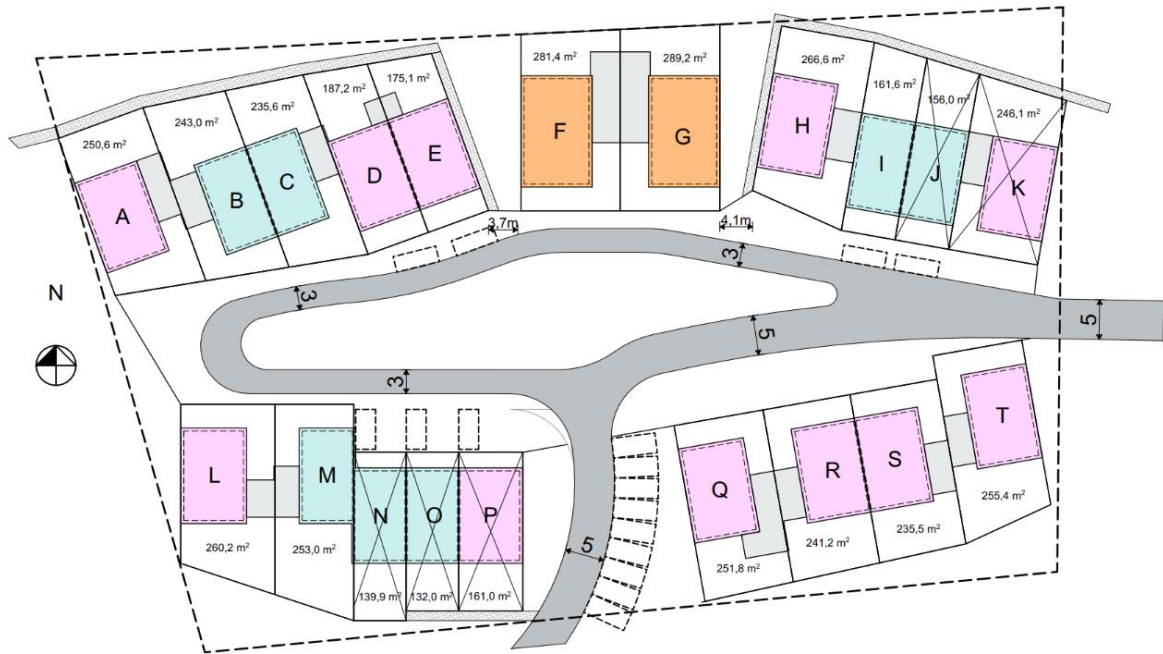 250,6 m²
243,0 m²
235,6 m²
187,2 m²
175,1 m²
A
B
C
D
E
281,4 m²
289,2 m²
F
G
266,6 m²
161,6 m²
156,0 m²
246,1 m²
H
I
J
K
3,7m
4,1m
3
3
5
5
3
5
N
L
M
N
O
P
260,2 m²
253,0 m²
139,9 m²
132,0 m²
161,0 m²
Q
R
S
T
251,8 m²
241,2 m²
235,5 m²
255,4 m²